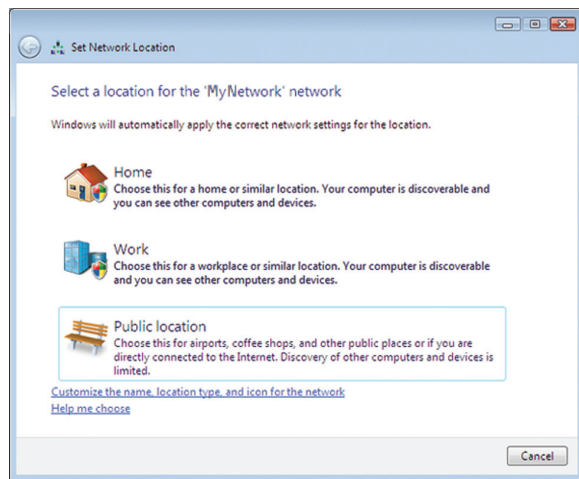 Set Network Location
Select a location for the 'MyNetwork' network
Windows will automatically apply the correct network settings for the location.
Home
Choose this for a home or similar location. Your computer is discoverable and
you can see other computers and devices.
Work
Choose this for a workplace or similar location. Your computer is discoverable
and you can see other computers and devices.
Public location
Choose this for airports, coffee shops, and other public places or if you are
directly connected to the Internet. Discovery of other computers and devices is
limited.
Customize the name, location type, and icon for the network
Help me choose
Cancel